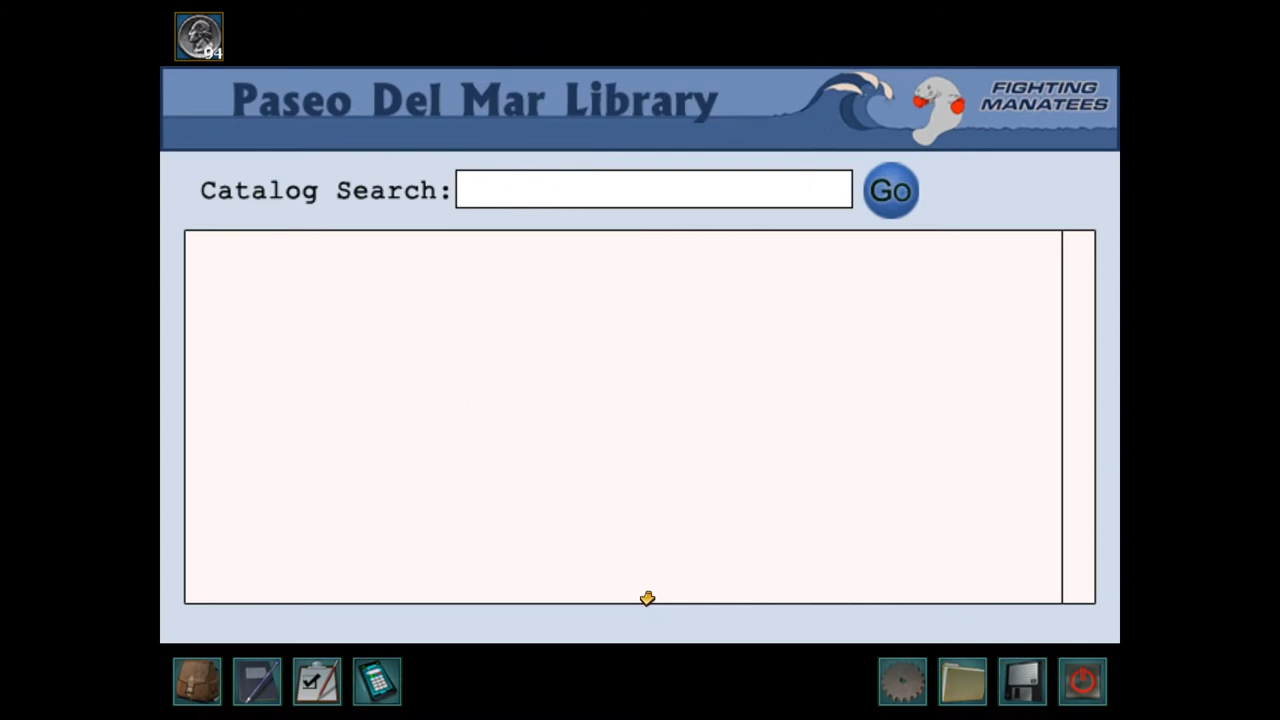 94
Paseo Del Mar Library
FIGHTING
MANATEES
Catalog Search:
Go